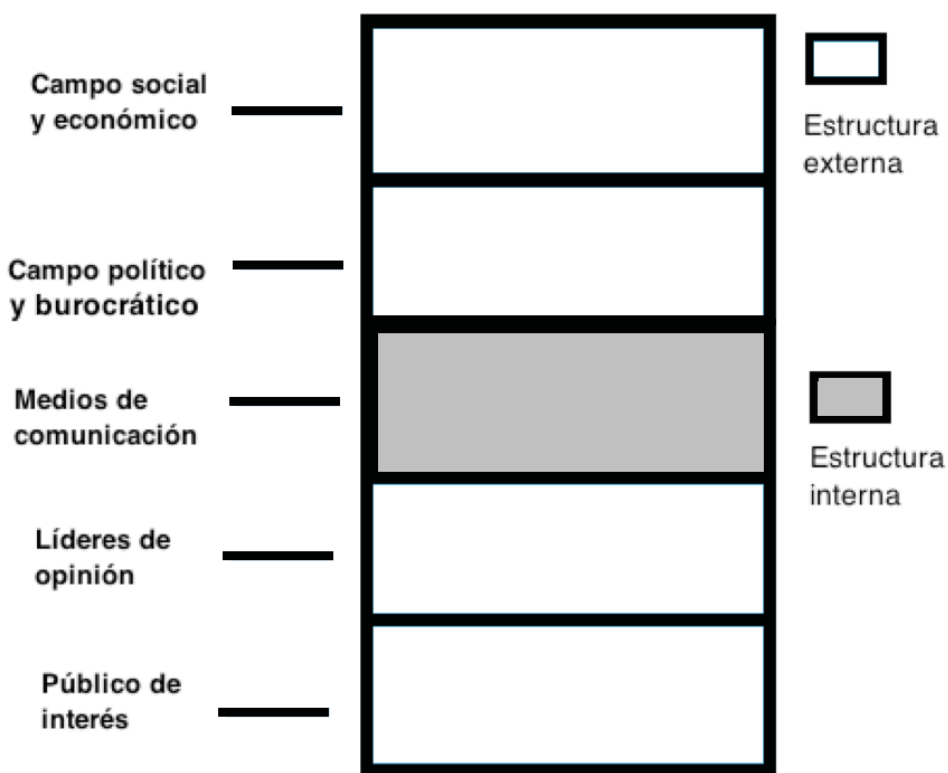 Campo social
y económico
Estructura
externa
Campo político
y burocrático
Medios de
comunicación
Estructura
interna
Líderes de
opinión
Público de
interés